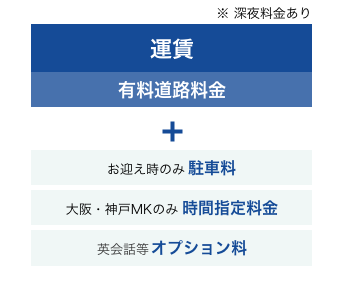 ※ 深夜料金あり
運賃
有料道路料金
+
お迎え時のみ 駐車料
大阪・神戸MKのみ 時間指定料金
英会話等 オプション料